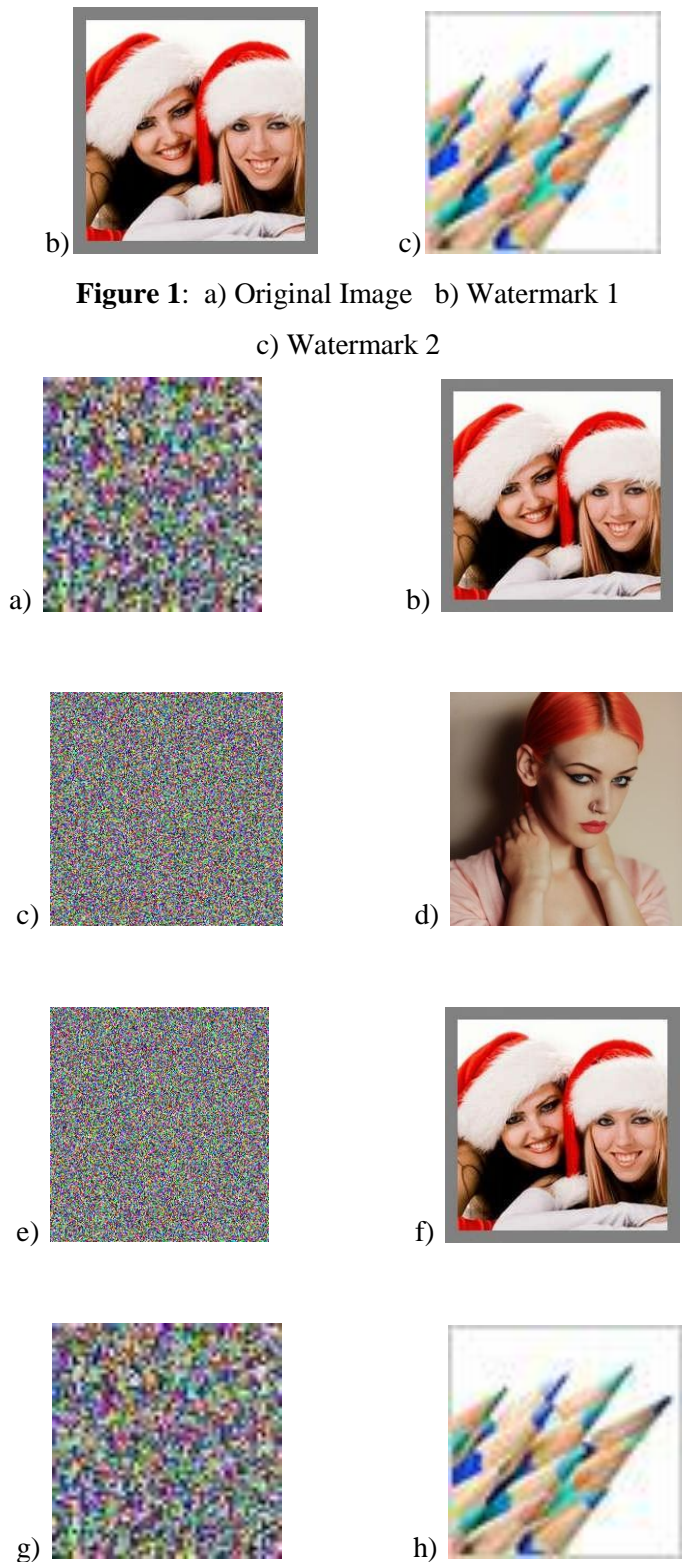 b) c)
Figure 1: a) Original Image b) Watermark 1
c) Watermark 2
a) b)
c) d)
e) f)
g) h)